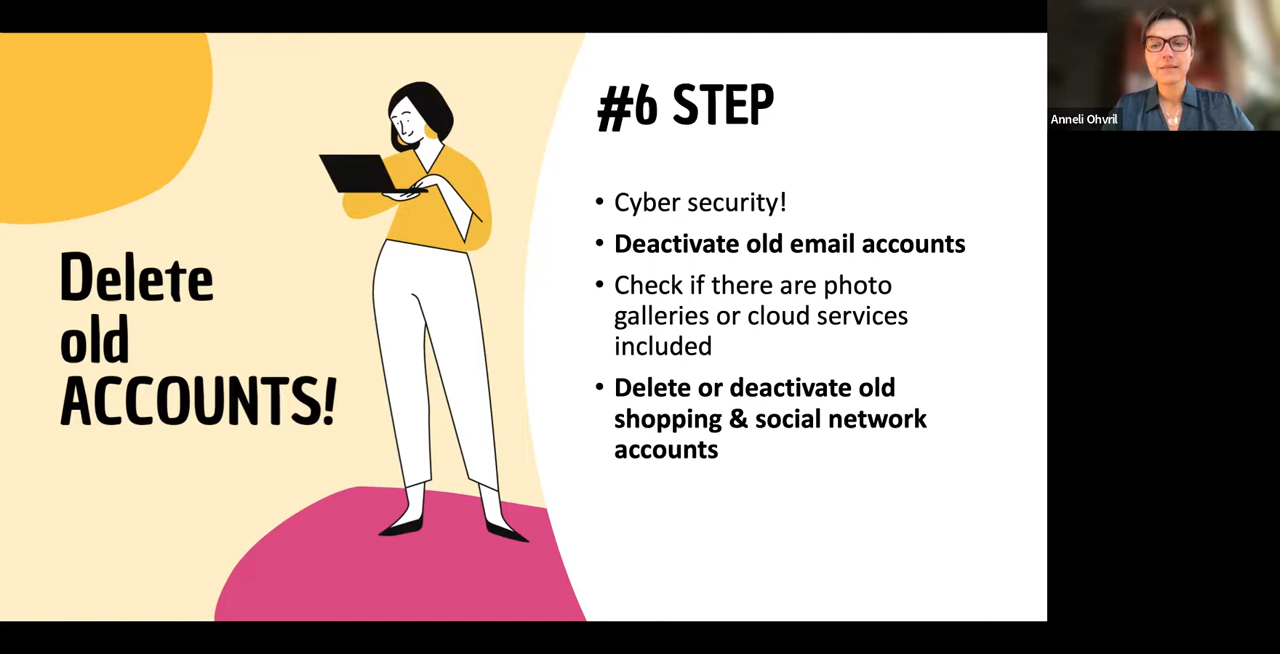 Delete
old
ACCOUNTS!
#6 STEP
• Cyber security!
• Deactivate old email accounts
• Check if there are photo
galleries or cloud services
included
• Delete or deactivate old
shopping & social network
accounts
Anneli Ohvril